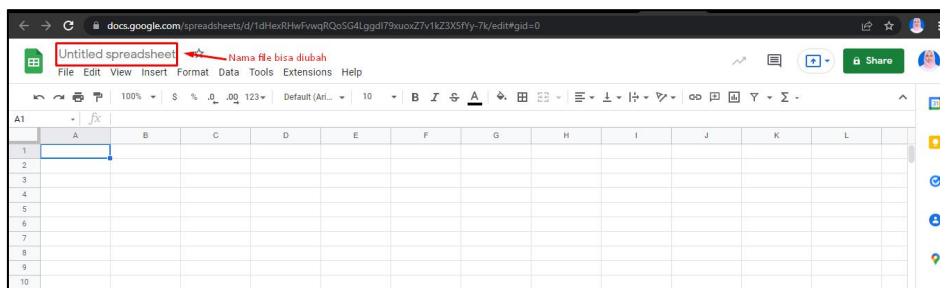 docs.google.com/spreadsheets/d/1dHexRHwFvwqRQoSG4Lggdl79xuoxZ7v1kZ3X5fYy-7k/edit#gid=0
Untitled spreadsheet
Nama file bisa diubah
File Edit View Insert Format Data Tools Extensions Help
Share
100% $ % .0 .00 123 Default (Ari... 10 B I S A
31
A1 fx
A B C D E F G H I J K L
1
2
3
4
5
6
7
8
9
10